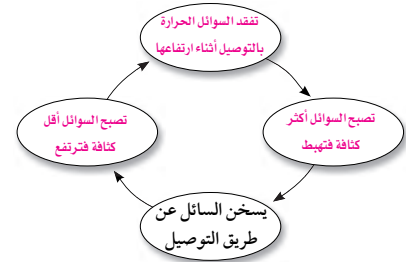 تفقد السوائل الحرارة
بالتوصيل أثناء ارتفاعها
تصبح السوائل أكثر
كثافة فتهبط
يسخن السائل عن
طريق التوصيل
تصبح السوائل أقل
كثافة فترتفع